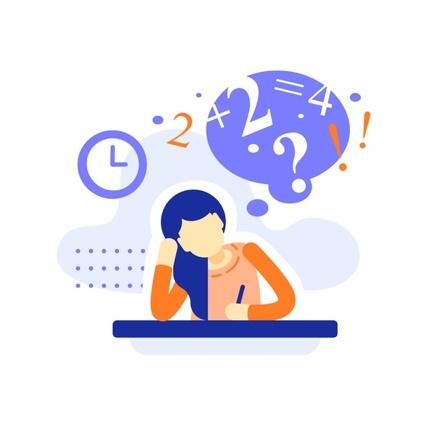 2 × 2 = 4 !
? !